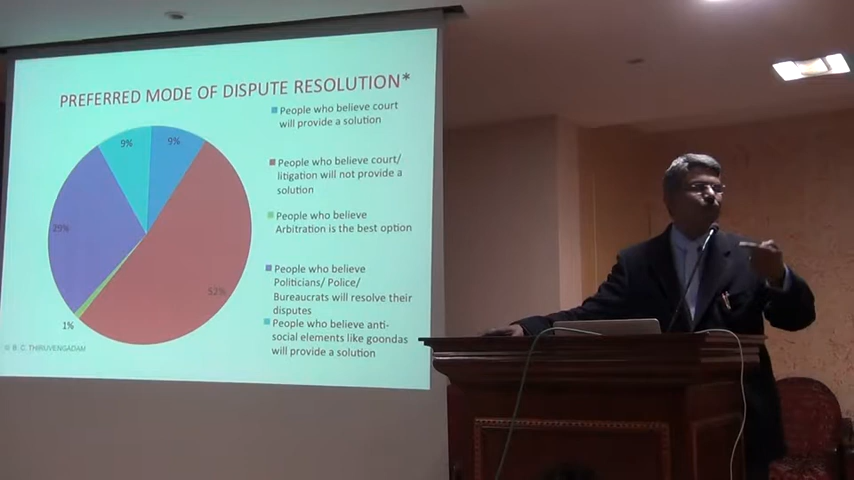 PREFERRED MODE OF DISPUTE RESOLUTION*
9%
9%
29%
52%
1%
People who believe court
will provide a solution
People who believe court/
litigation will not provide a
solution
People who believe
Arbitration is the best option
People who believe
Politicians/ Police/
Bureaucrats will resolve their
disputes
People who believe anti-
social elements like goondas
will provide a solution
© B. C. THIRUVENGADAM